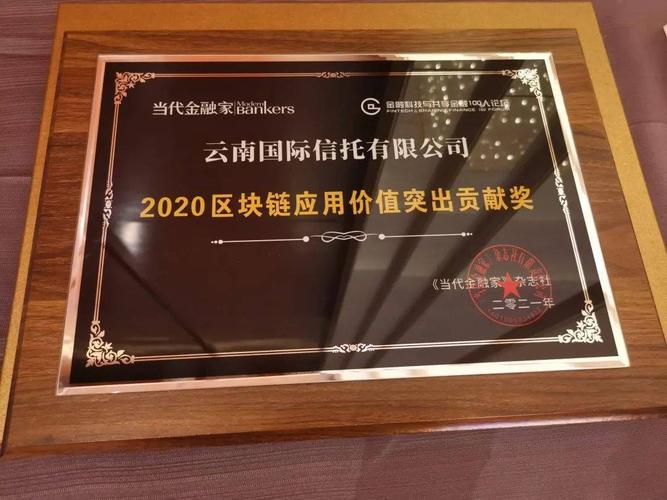 当代金融家 Modern Bankers
金融科技与共享金融100人论坛
FINTECH & SHARING FINANCE 100 FORUM
云南国际信托有限公司
2020区块链应用价值突出贡献奖
《当代金融家》杂志社
二零二一年